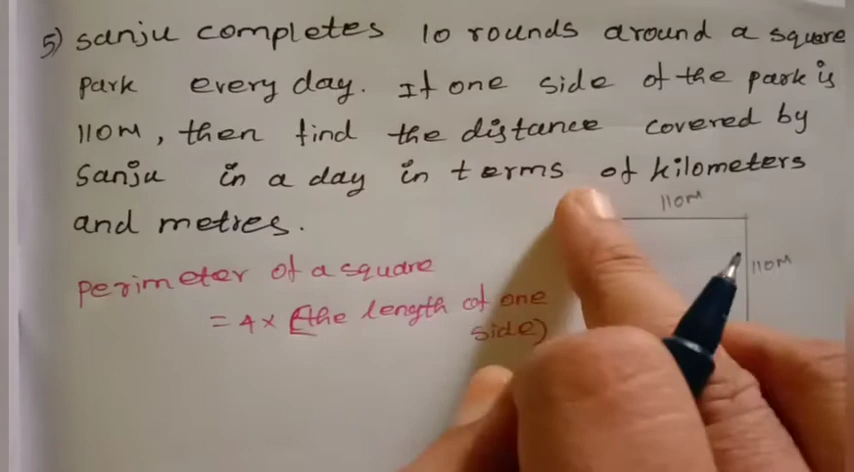 5) Sanju completes 10 rounds around a square
park every day. If one side of the park is
110M, then find the distance covered by
Sanju in a day in terms of kilometers
and metres.
110M
110M
Perimeter of a square
= 4 × (the length of one
side)